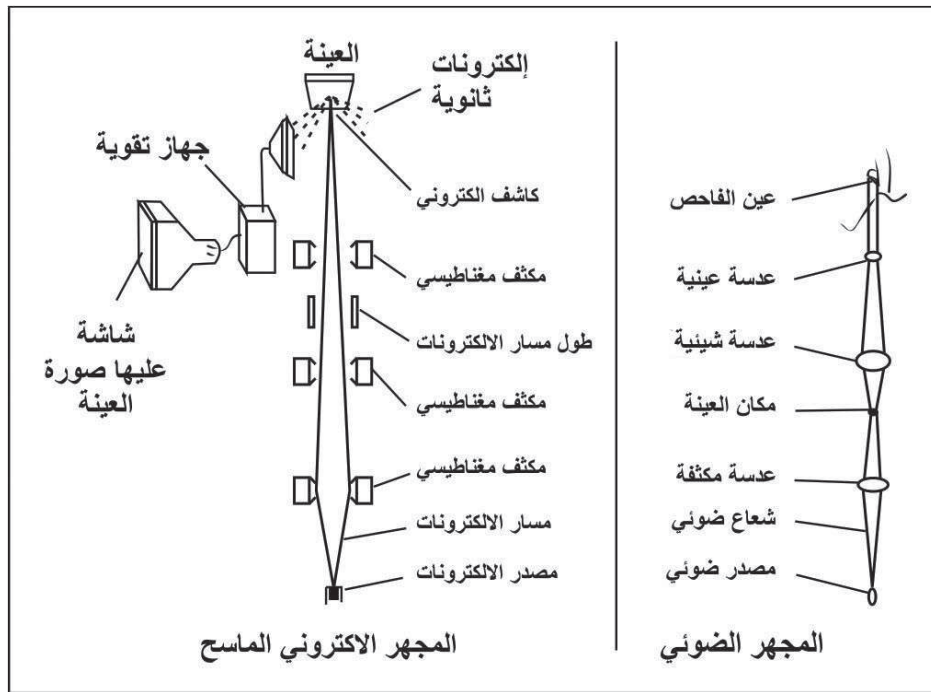 العينة
إلكترونات
ثانوية
جهاز تقوية
كاشف الكتروني
مكثف مغناطيسي
طول مسار الالكترونات
مكثف مغناطيسي
مكثف مغناطيسي
مسار الالكترونات
مصدر الالكترونات
شاشة
عليها صورة
العينة
المجهر الاكتروني الماسح
عين الفاحص
عدسة عينية
عدسة شيئية
مكان العينة
عدسة مكثفة
شعاع ضوئي
مصدر ضوئي
المجهر الضوئي